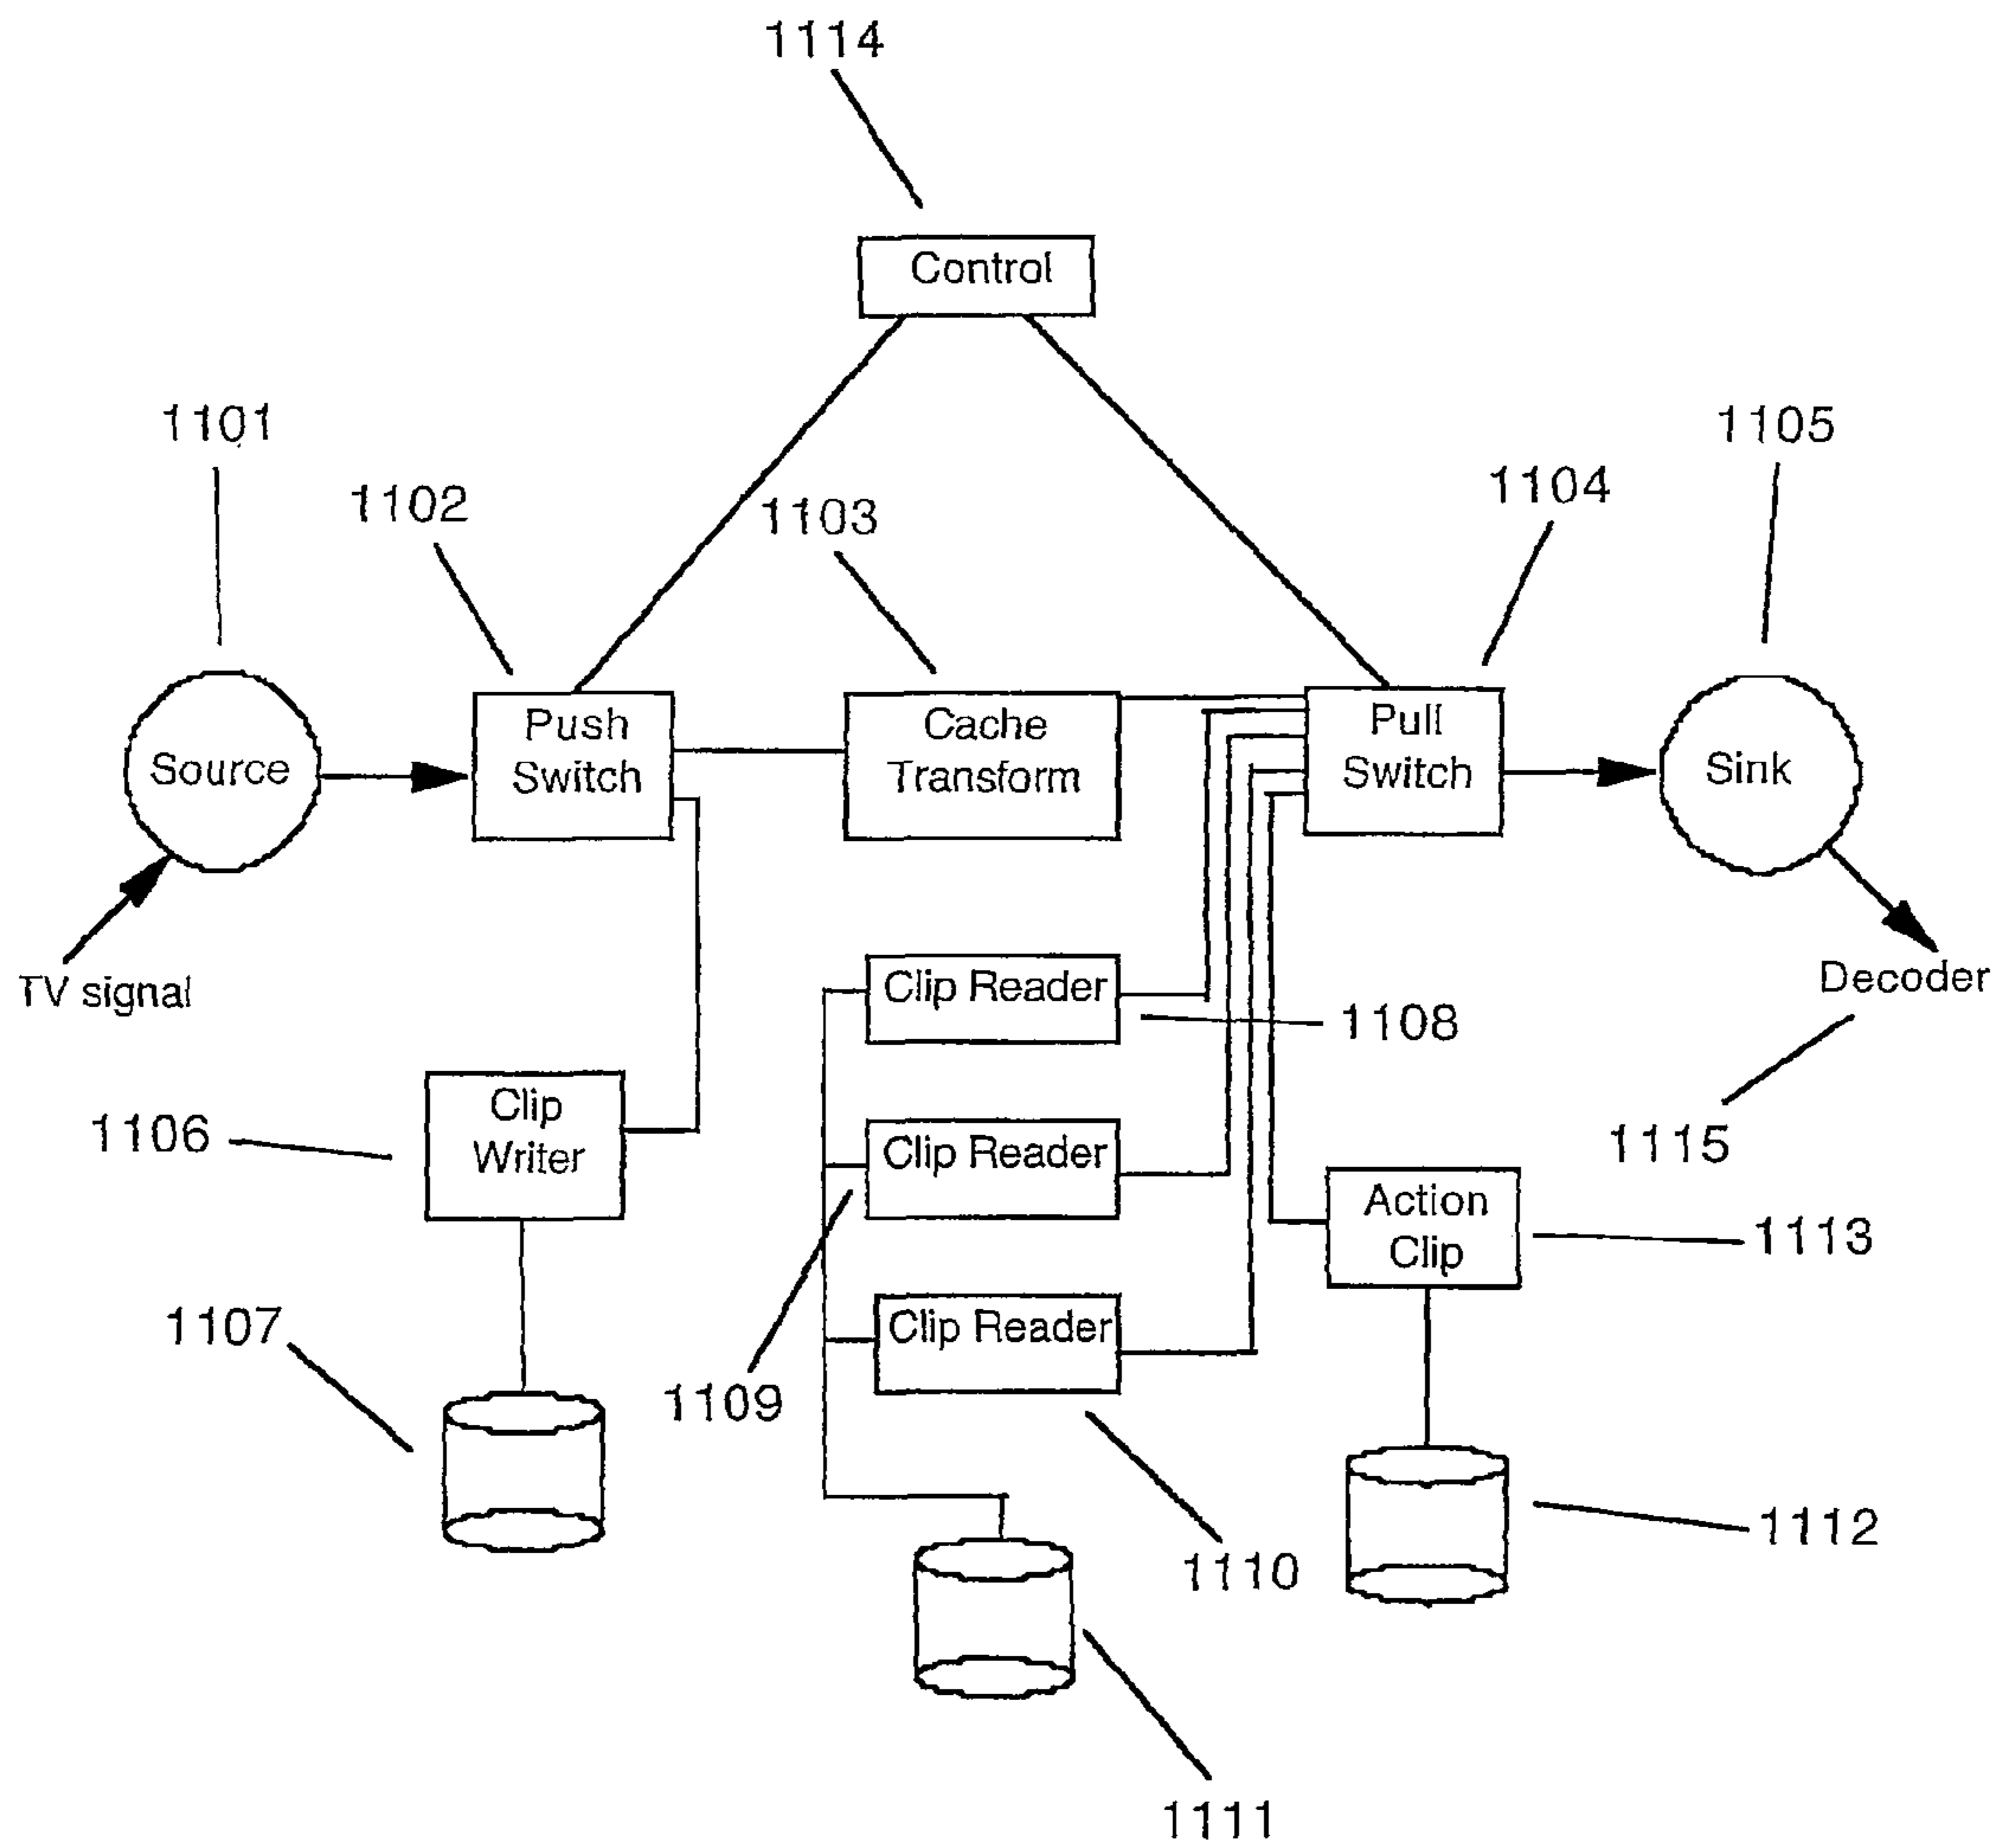 1114
Control
1101
1105
1102
1103
1104
Source
Push
Switch
Cache
Transform
Pull
Switch
Sink
TV signal
Decoder
Clip Reader
1108
Clip
Writer
1106
Clip Reader
1115
Action
Clip
1113
1107
Clip Reader
1109
1110
1112
1111